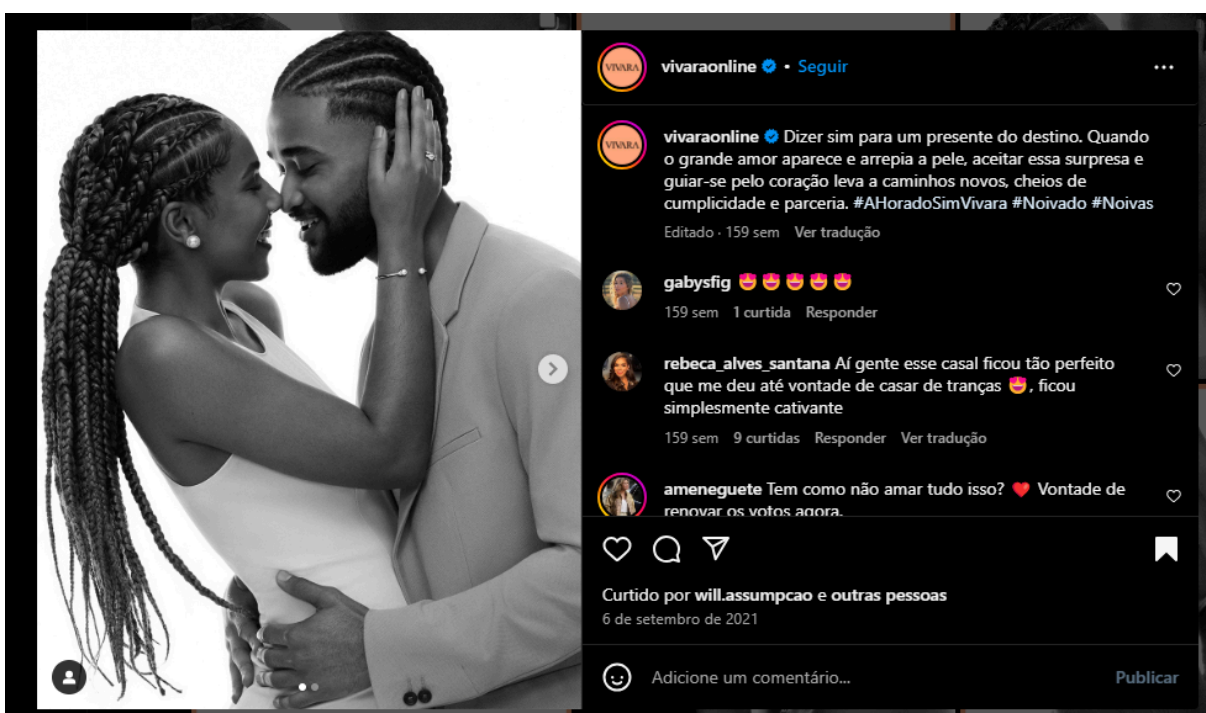 VIVARA
vivaraonline • Seguir
VIVARA
vivaraonline Dizer sim para um presente do destino. Quando
o grande amor aparece e arrepia a pele, aceitar essa surpresa e
guiar-se pelo coração leva a caminhos novos, cheios de
cumplicidade e parceria. #AHoradoSimVivara #Noivado #Noivas
Editado · 159 sem Ver tradução
gabysfig 🤩🤩🤩🤩🤩
159 sem 1 curtida Responder
rebeca_alves_santana Aí gente esse casal ficou tão perfeito
que me deu até vontade de casar de tranças 🤩, ficou
simplesmente cativante
159 sem 9 curtidas Responder Ver tradução
ameneguete Tem como não amar tudo isso? ❤️ Vontade de
renovar os votos agora.
Curtido por will.assumpcao e outras pessoas
6 de setembro de 2021
Adicione um comentário...
Publicar